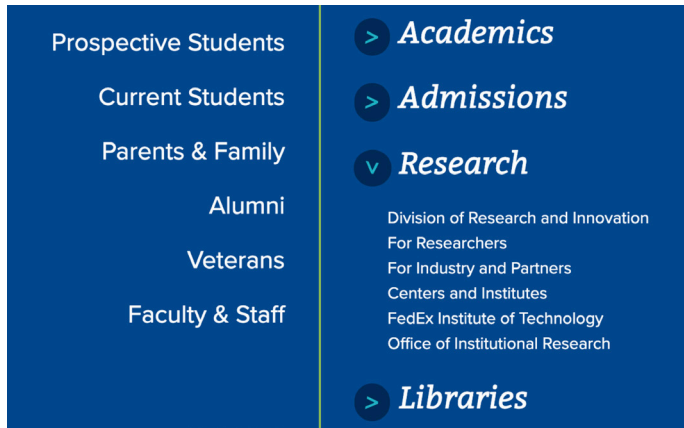 Prospective Students
Current Students
Parents & Family
Alumni
Veterans
Faculty & Staff
> Academics
> Admissions
v Research
Division of Research and Innovation
For Researchers
For Industry and Partners
Centers and Institutes
FedEx Institute of Technology
Office of Institutional Research
> Libraries